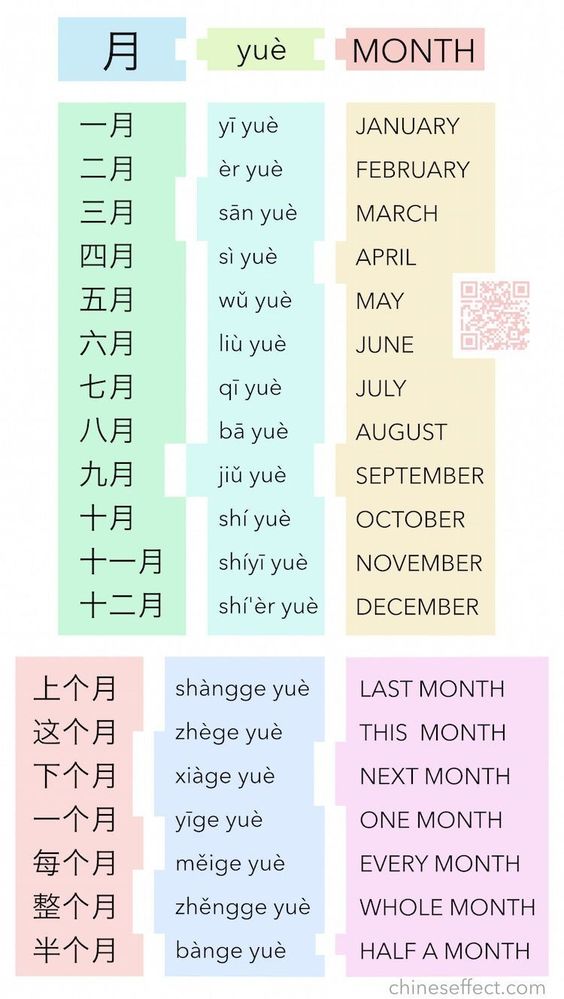 月 yuè MONTH
一月 yī yuè JANUARY
二月 èr yuè FEBRUARY
三月 sān yuè MARCH
四月 sì yuè APRIL
五月 wǔ yuè MAY
六月 liù yuè JUNE
七月 qī yuè JULY
八月 bā yuè AUGUST
九月 jiǔ yuè SEPTEMBER
十月 shí yuè OCTOBER
十一月 shíyī yuè NOVEMBER
十二月 shí'èr yuè DECEMBER
上个月 shàngge yuè LAST MONTH
这个月 zhège yuè THIS MONTH
下个月 xiàge yuè NEXT MONTH
一个月 yīge yuè ONE MONTH
每个月 měige yuè EVERY MONTH
整个月 zhěngge yuè WHOLE MONTH
半个月 bànge yuè HALF A MONTH
chineseffect.com